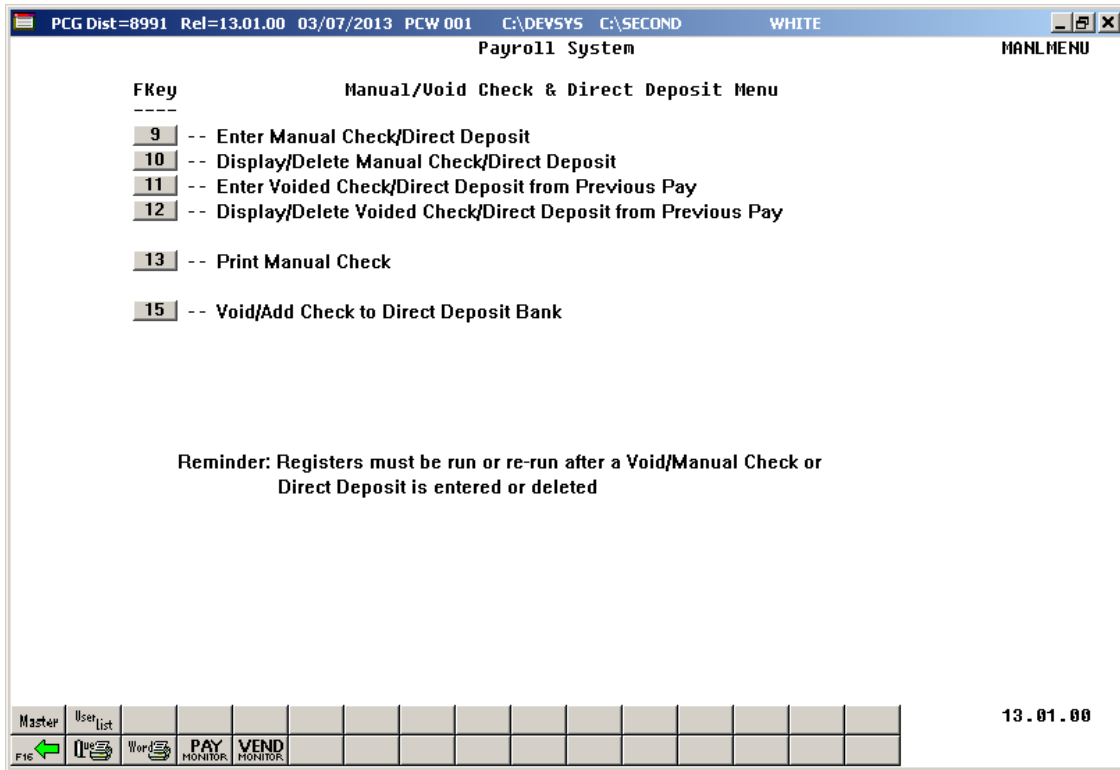 PCG Dist=8991 Rel=13.01.00 03/07/2013 PCW 001 C:\DEVSYS C:\SECOND WHITE
Payroll System MANLMENU
FKey Manual/Void Check & Direct Deposit Menu
----
9 -- Enter Manual Check/Direct Deposit
10 -- Display/Delete Manual Check/Direct Deposit
11 -- Enter Voided Check/Direct Deposit from Previous Pay
12 -- Display/Delete Voided Check/Direct Deposit from Previous Pay
13 -- Print Manual Check
15 -- Void/Add Check to Direct Deposit Bank
Reminder: Registers must be run or re-run after a Void/Manual Check or
Direct Deposit is entered or deleted
Master User List 13.01.00
F16 Que Word PAY MONITOR VEND MONITOR